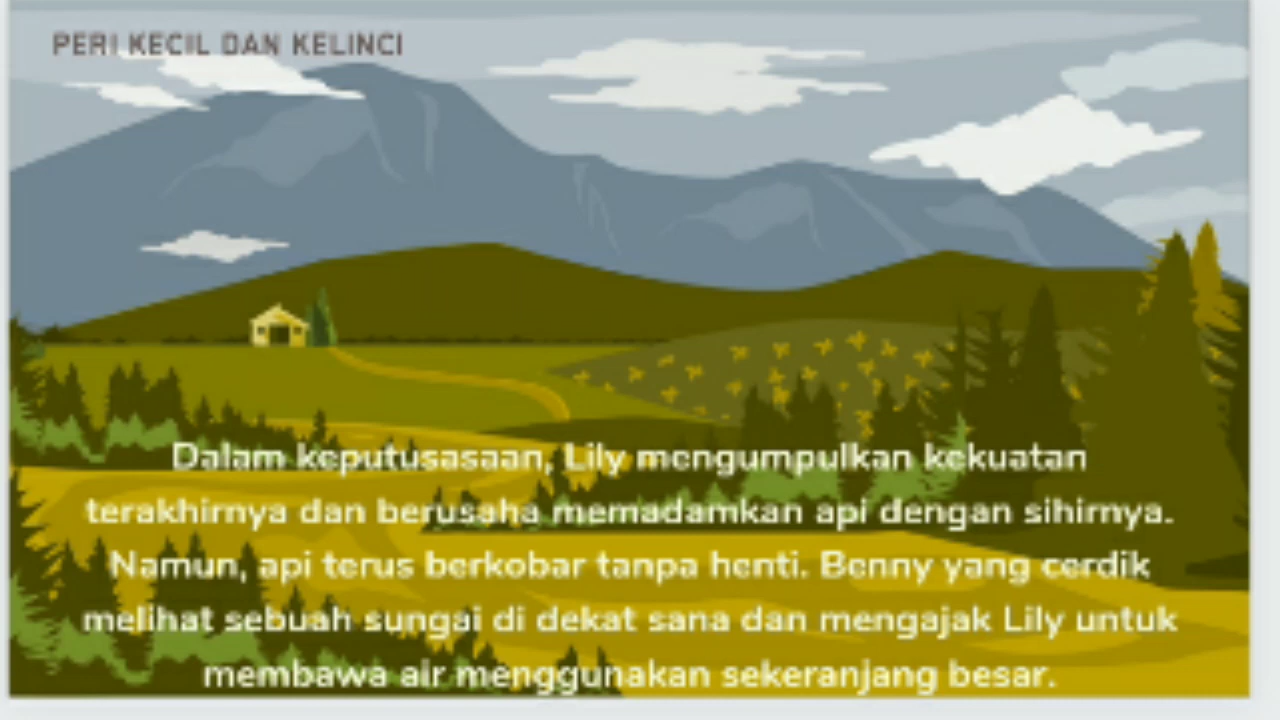 PERI KECIL DAN KELINCI
Dalam keputusasaan, Lily mengumpulkan kekuatan
terakhirnya dan berusaha memadamkan api dengan sihirnya.
Namun, api terus berkobar tanpa henti. Benny yang cerdik
melihat sebuah sungai di dekat sana dan mengajak Lily untuk
membawa air menggunakan sekeranjang besar.